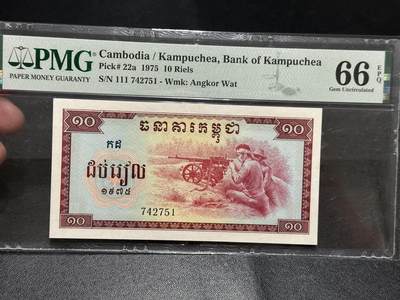 PMG
PAPER MONEY GUARANTY
Cambodia / Kampuchea, Bank of Kampuchea
Pick# 22a 1975 10 Riels
S/N 111 742751 - Wmk: Angkor Wat
66 EPQ
Gem Uncirculated
១០
ធនាគារកម្ពុជា
១០
កដ
ដប់រៀល
១៩៧៥
742751
១០
១០